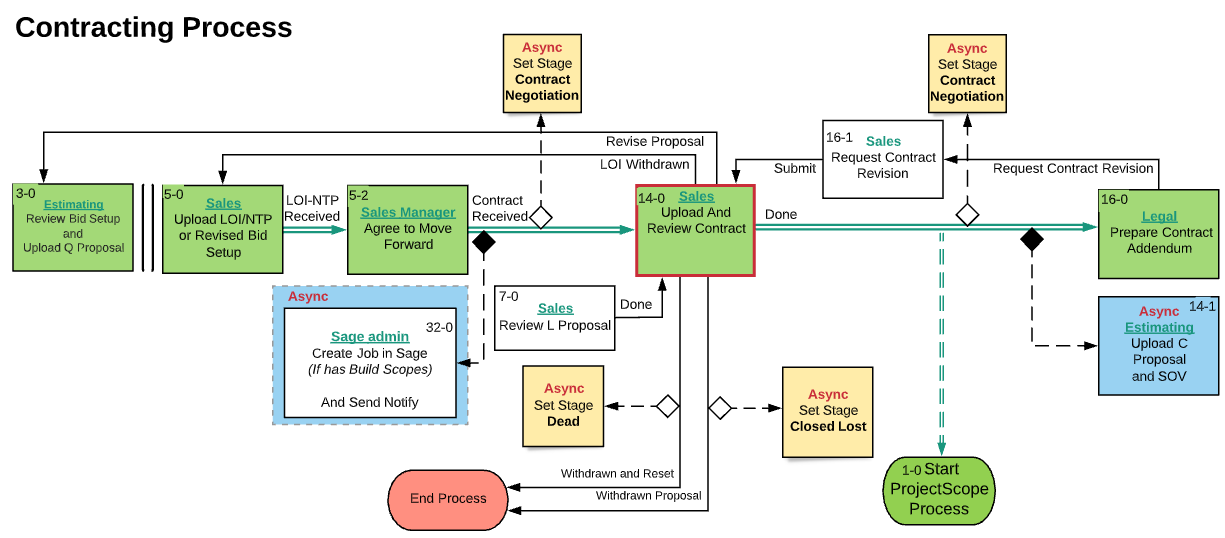 Contracting Process
Async
Set Stage
Contract
Negotiation
Async
Set Stage
Contract
Negotiation
Revise Proposal
LOI Withdrawn
16-1 Sales
Request Contract
Revision
Submit
Request Contract Revision
3-0
Estimating
Review Bid Setup
and
Upload Q Proposal
5-0
Sales
Upload LOI/NTP
or Revised Bid
Setup
LOI-NTP
Received
5-2
Sales Manager
Agree to Move
Forward
Contract
Received
14-0 Sales
Upload And
Review Contract
Done
16-0
Legal
Prepare Contract
Addendum
Async
32-0
Sage admin
Create Job in Sage
(If has Build Scopes)
And Send Notify
7-0
Sales
Review L Proposal
Done
14-1
Async
Estimating
Upload C
Proposal
and SOV
Async
Set Stage
Dead
Async
Set Stage
Closed Lost
Withdrawn and Reset
Withdrawn Proposal
End Process
1-0 Start
ProjectScope
Process